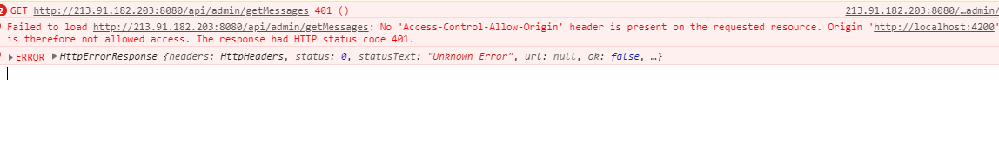 2 GET http://213.91.182.203:8080/api/admin/getMessages 401 () 213.91.182.203:8080/…admin/
Failed to load http://213.91.182.203:8080/api/admin/getMessages: No 'Access-Control-Allow-Origin' header is present on the requested resource. Origin 'http://localhost:4200'
is therefore not allowed access. The response had HTTP status code 401.
▶ ERROR ▶ HttpErrorResponse {headers: HttpHeaders, status: 0, statusText: "Unknown Error", url: null, ok: false, …}